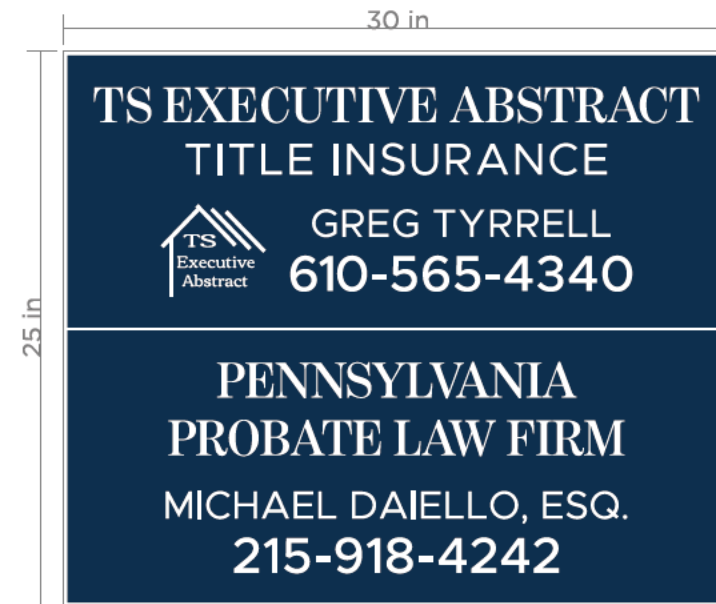 30 in
25 in
TS EXECUTIVE ABSTRACT
TITLE INSURANCE
TS
Executive
Abstract
GREG TYRRELL
610-565-4340
PENNSYLVANIA
PROBATE LAW FIRM
MICHAEL DAIELLO, ESQ.
215-918-4242